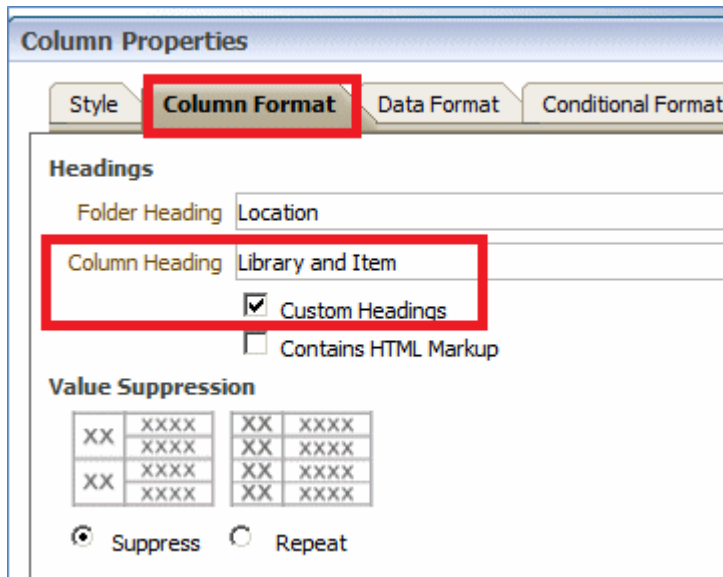 Column Properties
Style Column Format Data Format Conditional Format
Headings
Folder Heading Location
Column Heading Library and Item
Custom Headings
Contains HTML Markup
Value Suppression
XX XXXX XX XXXX
XXXX XX XXXX
XX XXXX XX XXXX
XXXX XX XXXX
Suppress Repeat